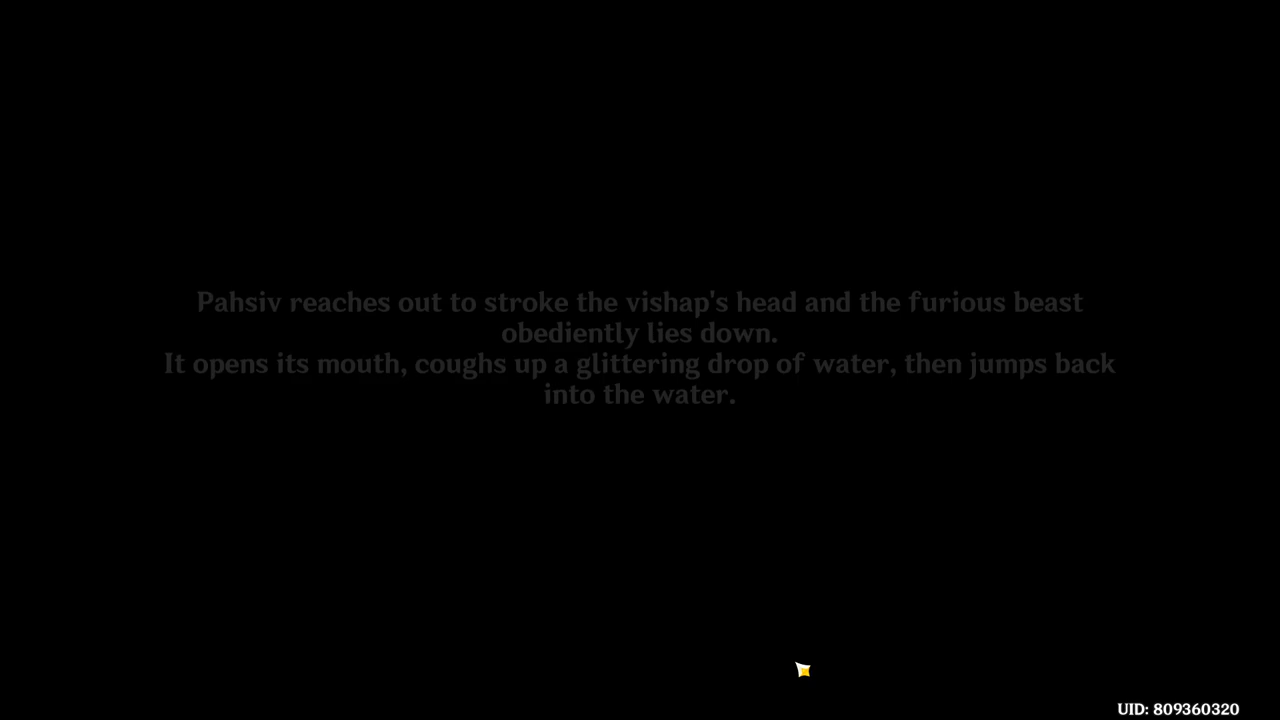 Pahsiv reaches out to stroke the vishap's head and the furious beast
obediently lies down.
It opens its mouth, coughs up a glittering drop of water, then jumps back
into the water.
UID: 809360320